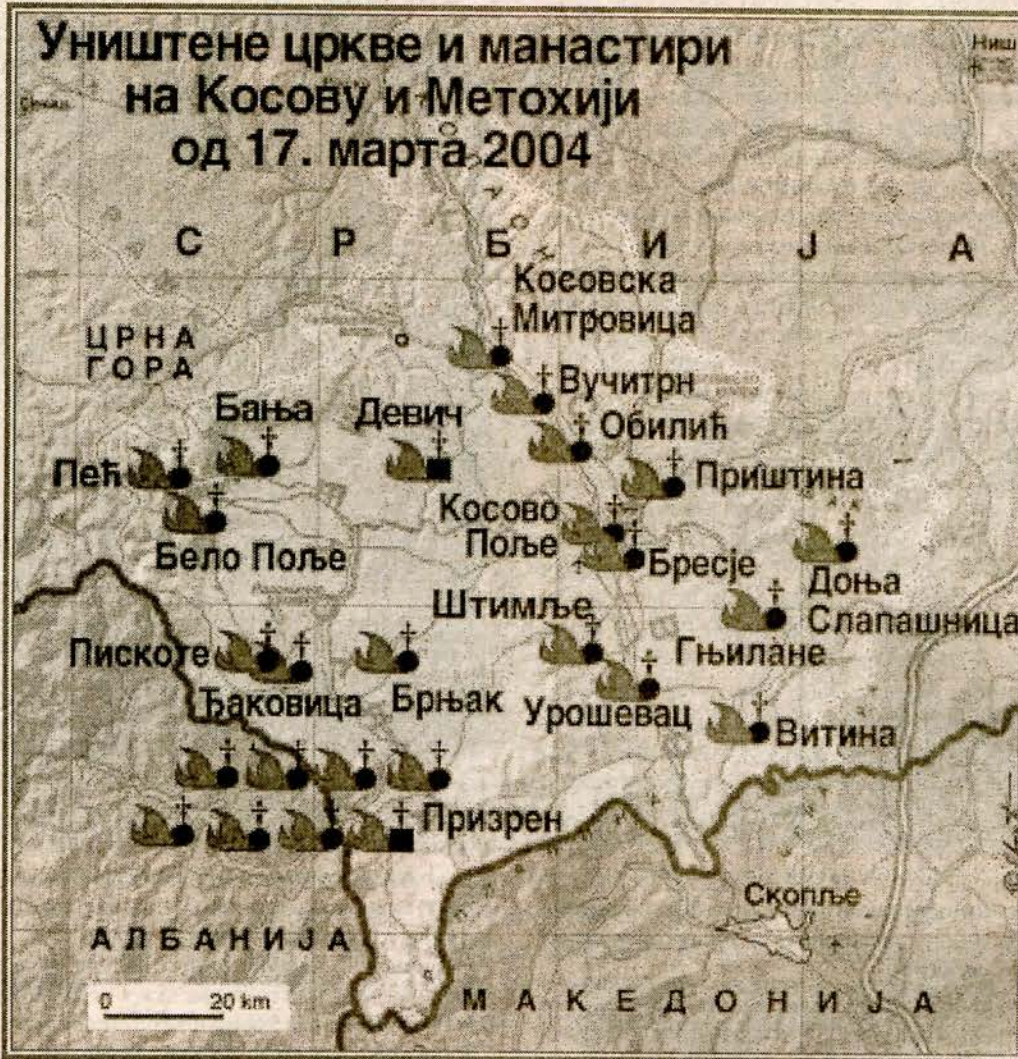 Уништене цркве и манастири
на Косову и Метохији
од 17. марта 2004
Ниш
С Р Б И Ј А
ЦРНА
ГОРА
Косовска
Митровица
Вучитрн
Бања
Девич
Обилић
Пећ
Приштина
Косово
Поље
Бело Поље
Бресје
Доња
Слапашница
Штимље
Пискоте
Гњилане
Ђаковица
Брњак
Урошевац
Витина
Призрен
Скопље
АЛБАНИЈА
0 20 km
МАКЕДОНИЈА